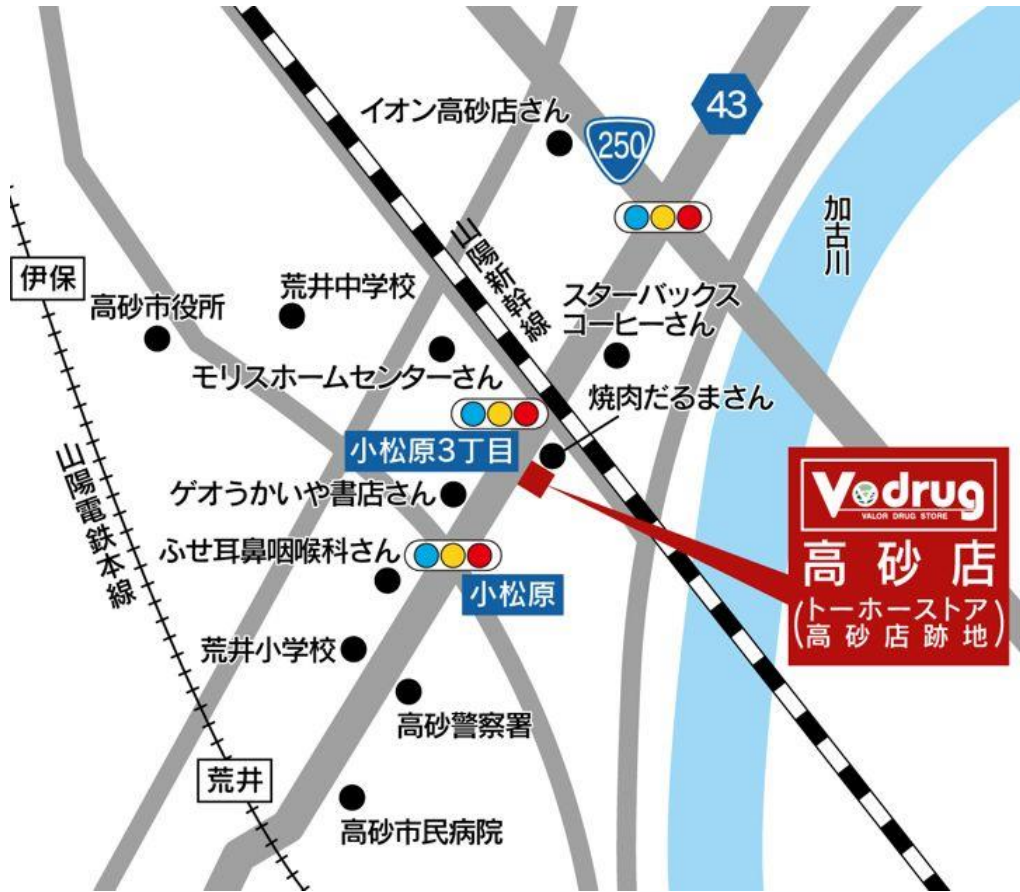 イオン高砂店さん
250
43
加古川
山陽新幹線
伊保
高砂市役所
荒井中学校
スターバックス
コーヒーさん
モリスホームセンターさん
焼肉だるまさん
小松原3丁目
山陽電鉄本線
ゲオうかいや書店さん
Vodrug
VALOR DRUG STORE
高砂店
(トーホーストア
高砂店跡地)
ふせ耳鼻咽喉科さん
小松原
荒井小学校
高砂警察署
荒井
高砂市民病院